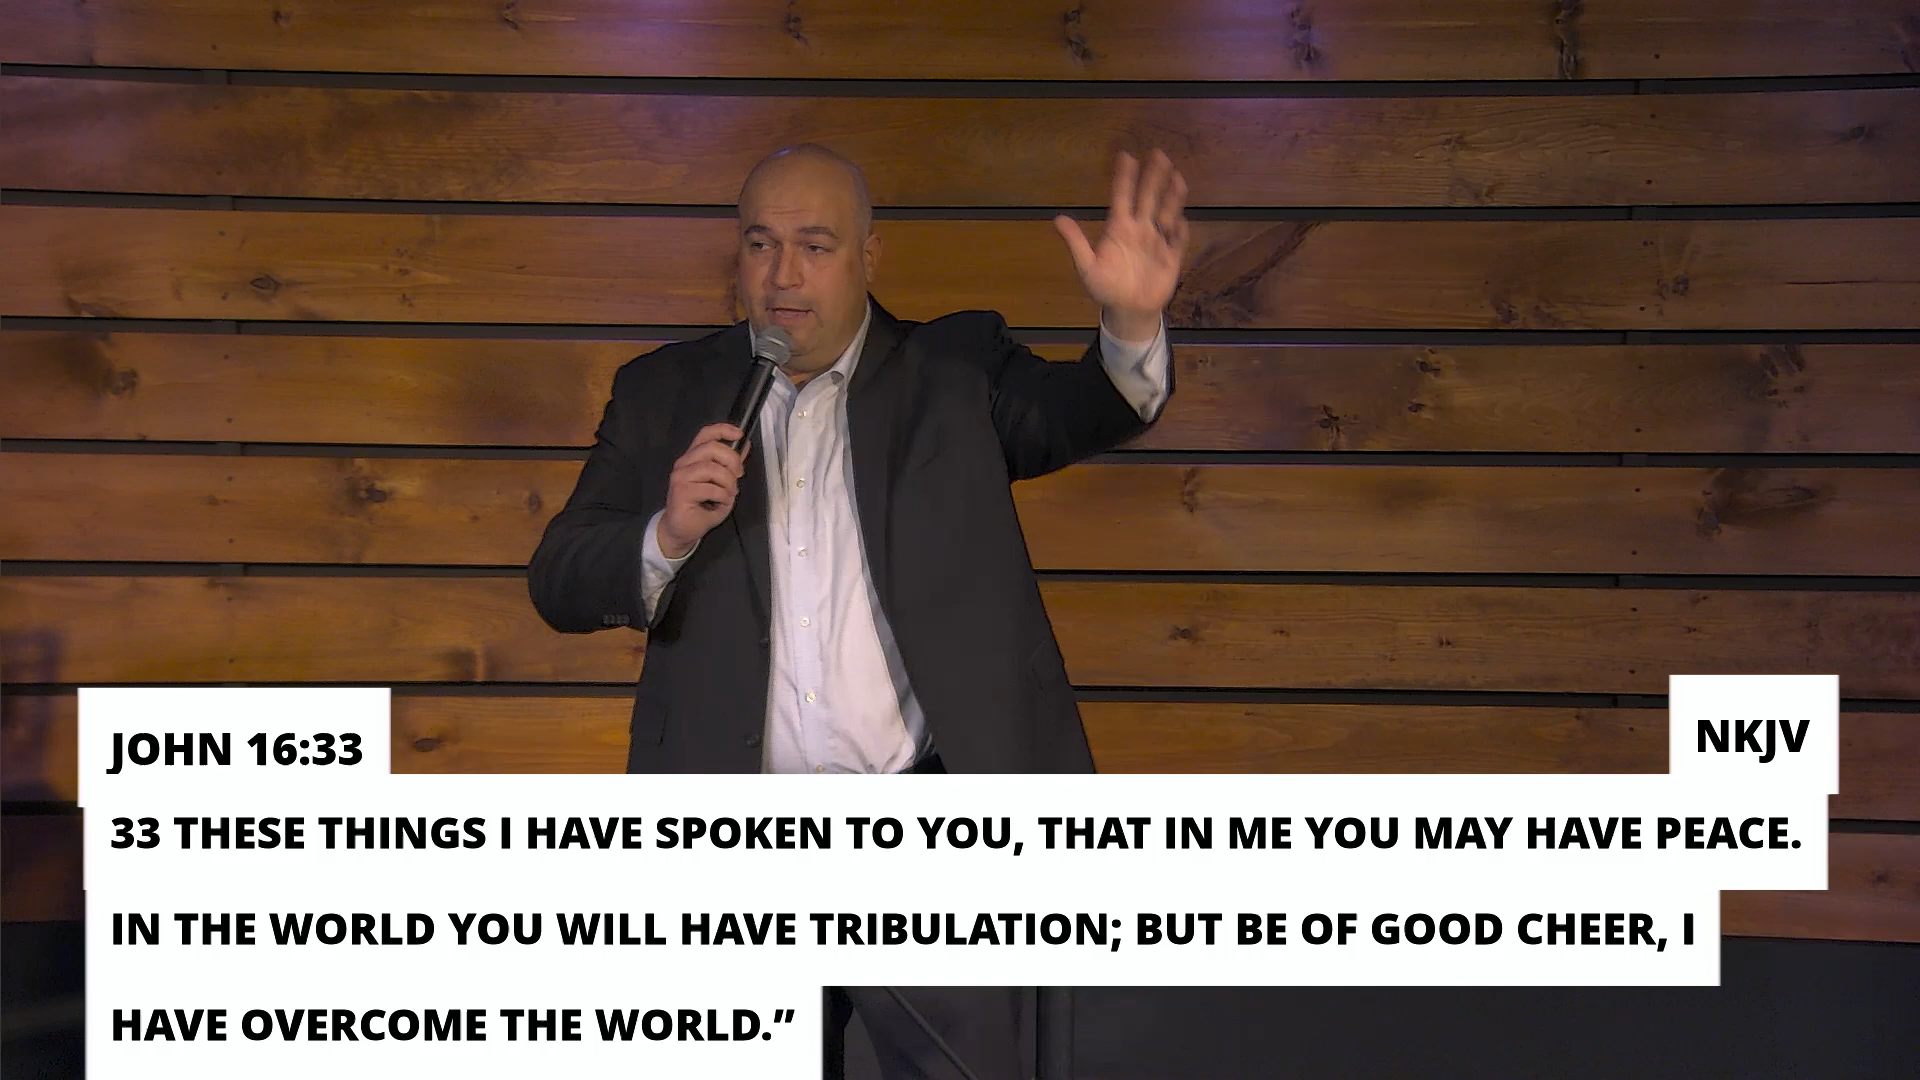 JOHN 16:33
NKJV
33 THESE THINGS I HAVE SPOKEN TO YOU, THAT IN ME YOU MAY HAVE PEACE.
IN THE WORLD YOU WILL HAVE TRIBULATION; BUT BE OF GOOD CHEER, I
HAVE OVERCOME THE WORLD.”